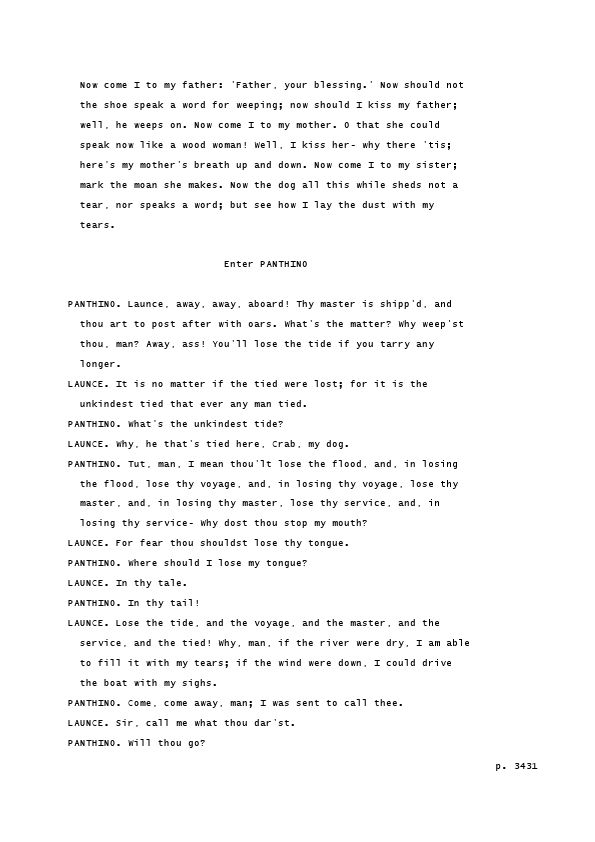 Now come I to my father: 'Father, your blessing.' Now should not
the shoe speak a word for weeping; now should I kiss my father;
well, he weeps on. Now come I to my mother. O that she could
speak now like a wood woman! Well, I kiss her- why there 'tis;
here's my mother's breath up and down. Now come I to my sister;
mark the moan she makes. Now the dog all this while sheds not a
tear, nor speaks a word; but see how I lay the dust with my
tears.
Enter PANTHINO
PANTHINO. Launce, away, away, aboard! Thy master is shipp'd, and
thou art to post after with oars. What's the matter? Why weep'st
thou, man? Away, ass! You'll lose the tide if you tarry any
longer.
LAUNCE. It is no matter if the tied were lost; for it is the
unkindest tied that ever any man tied.
PANTHINO. What's the unkindest tide?
LAUNCE. Why, he that's tied here, Crab, my dog.
PANTHINO. Tut, man, I mean thou'lt lose the flood, and, in losing
the flood, lose thy voyage, and, in losing thy voyage, lose thy
master, and, in losing thy master, lose thy service, and, in
losing thy service- Why dost thou stop my mouth?
LAUNCE. For fear thou shouldst lose thy tongue.
PANTHINO. Where should I lose my tongue?
LAUNCE. In thy tale.
PANTHINO. In thy tail!
LAUNCE. Lose the tide, and the voyage, and the master, and the
service, and the tied! Why, man, if the river were dry, I am able
to fill it with my tears; if the wind were down, I could drive
the boat with my sighs.
PANTHINO. Come, come away, man; I was sent to call thee.
LAUNCE. Sir, call me what thou dar'st.
PANTHINO. Will thou go?
p. 3431